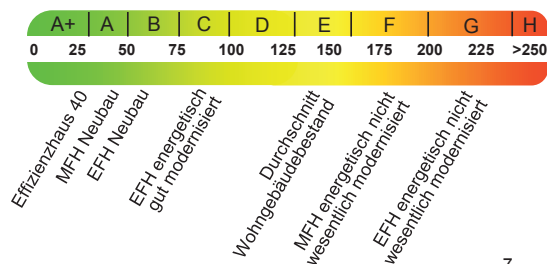 A+ A B C D E F G H
0 25 50 75 100 125 150 175 200 225 >250
Effizienzhaus 40
MFH Neubau
EFH Neubau
EFH energetisch
gut modernisiert
Durchschnitt
Wohngebäudebestand
MFH energetisch nicht
wesentlich modernisiert
EFH energetisch nicht
wesentlich modernisiert
7